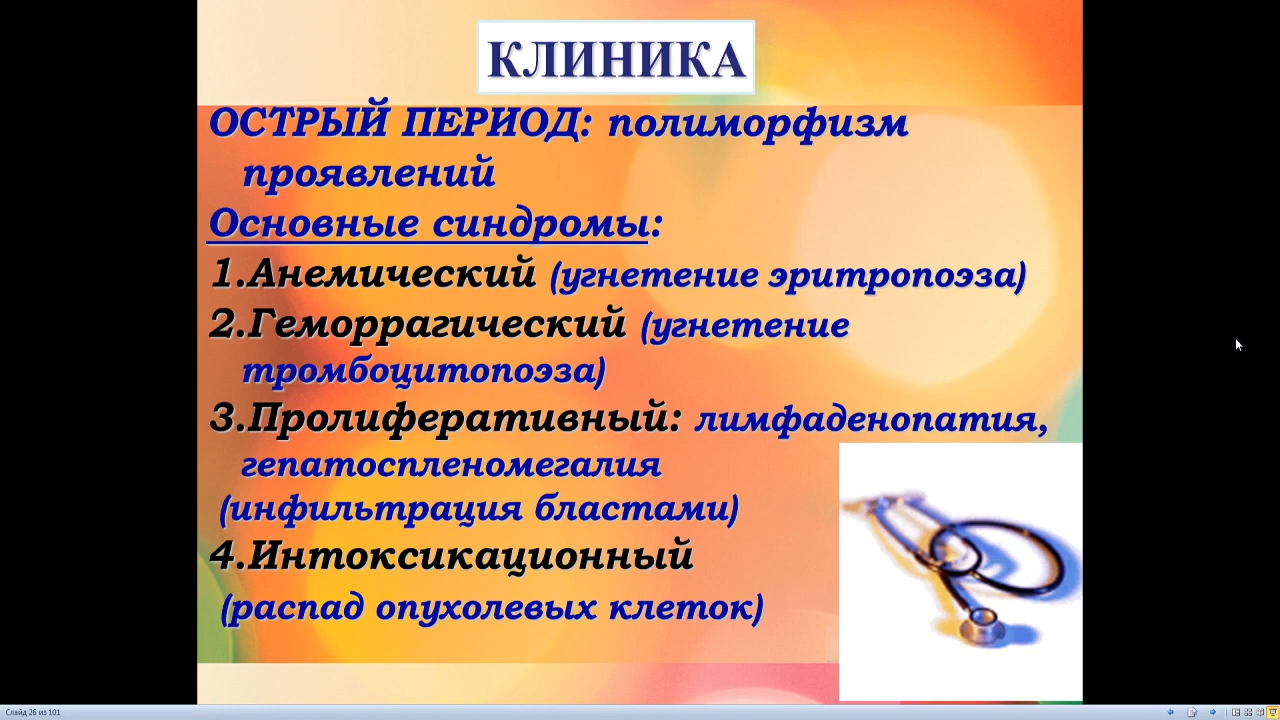 КЛИНИКА
ОСТРЫЙ ПЕРИОД: полиморфизм
проявлений
Основные синдромы:
1.Анемический (угнетение эритропоэза)
2.Геморрагический (угнетение
тромбоцитопоэза)
3.Пролиферативный: лимфаденопатия,
гепатоспленомегалия
(инфильтрация бластами)
4.Интоксикационный
(распад опухолевых клеток)
Слайд 26 из 101